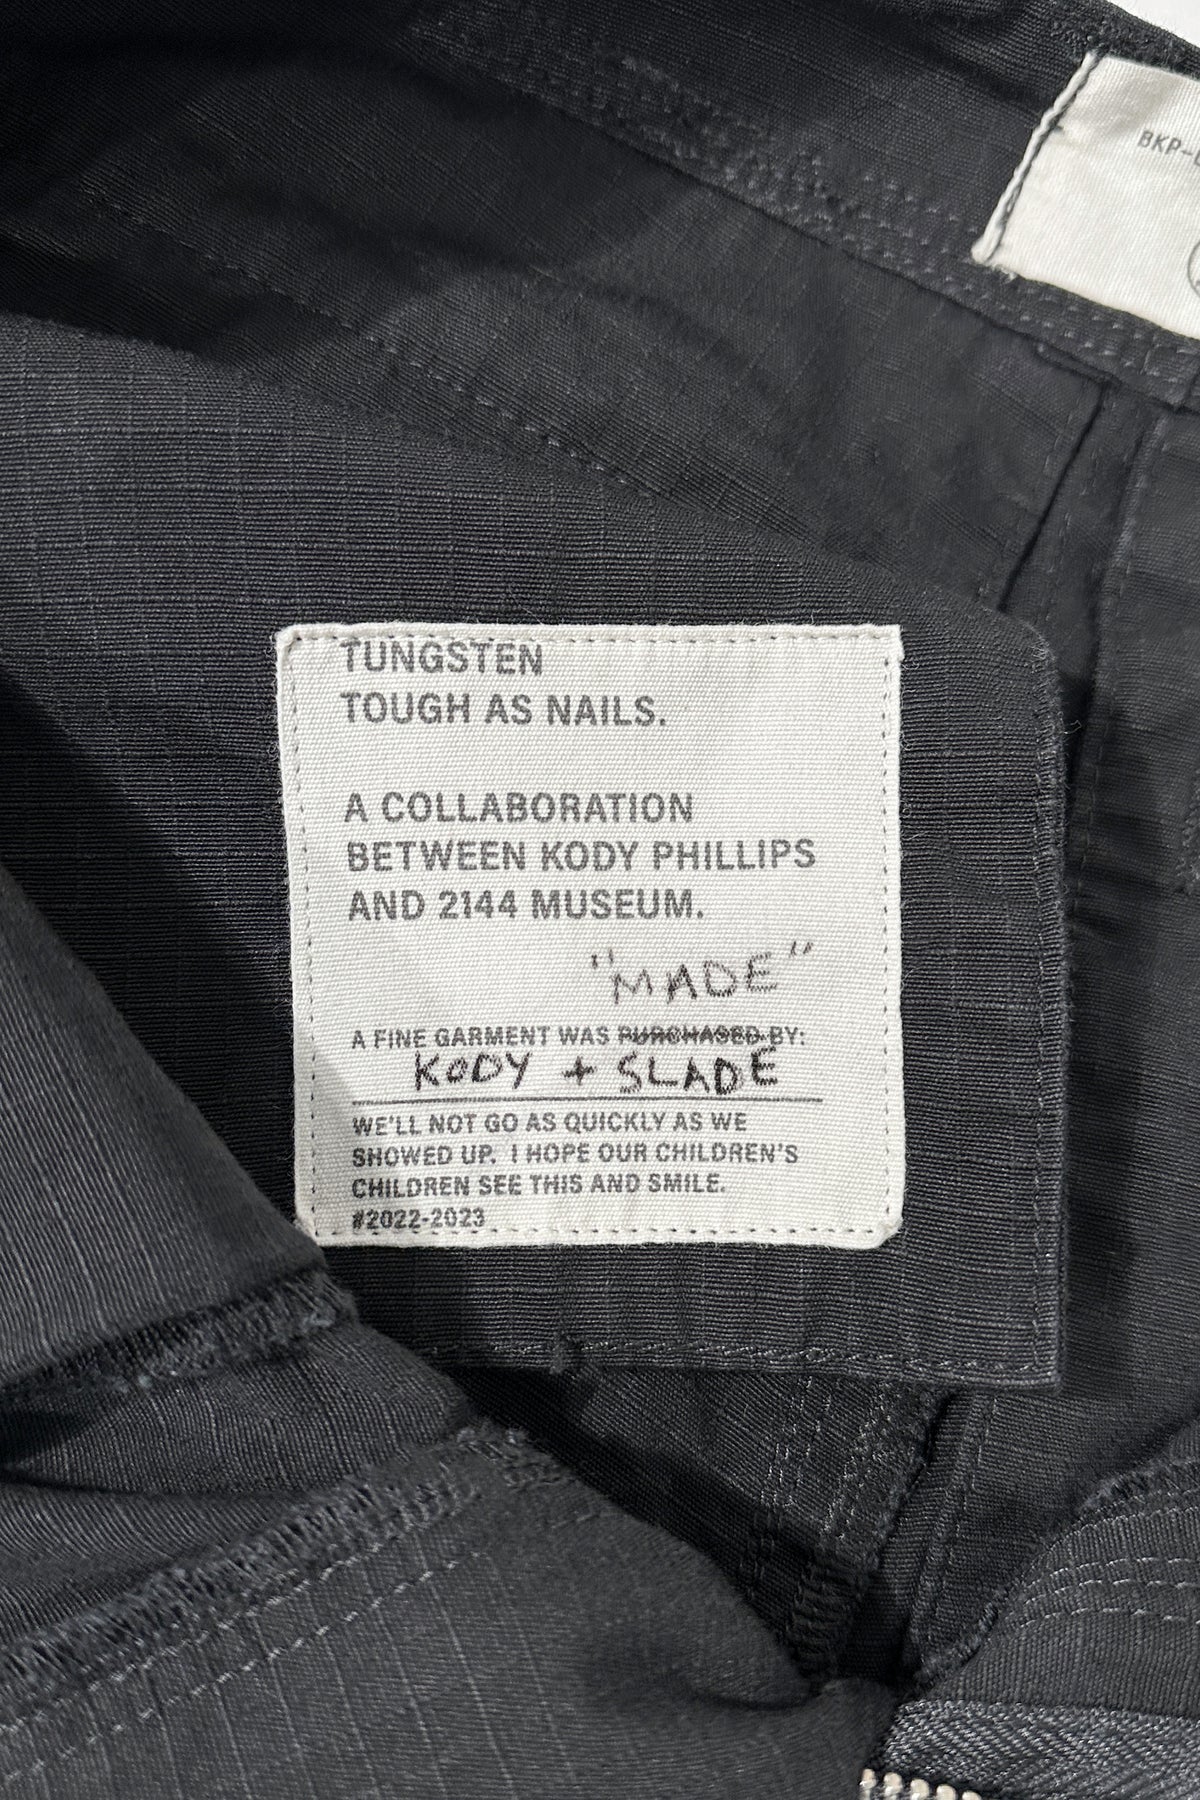 BKP-
TUNGSTEN
TOUGH AS NAILS.
A COLLABORATION
BETWEEN KODY PHILLIPS
AND 2144 MUSEUM.
"MADE"
A FINE GARMENT WAS PURCHASED BY:
KODY + SLADE
WE'LL NOT GO AS QUICKLY AS WE
SHOWED UP. I HOPE OUR CHILDREN'S
CHILDREN SEE THIS AND SMILE.
#2022-2023